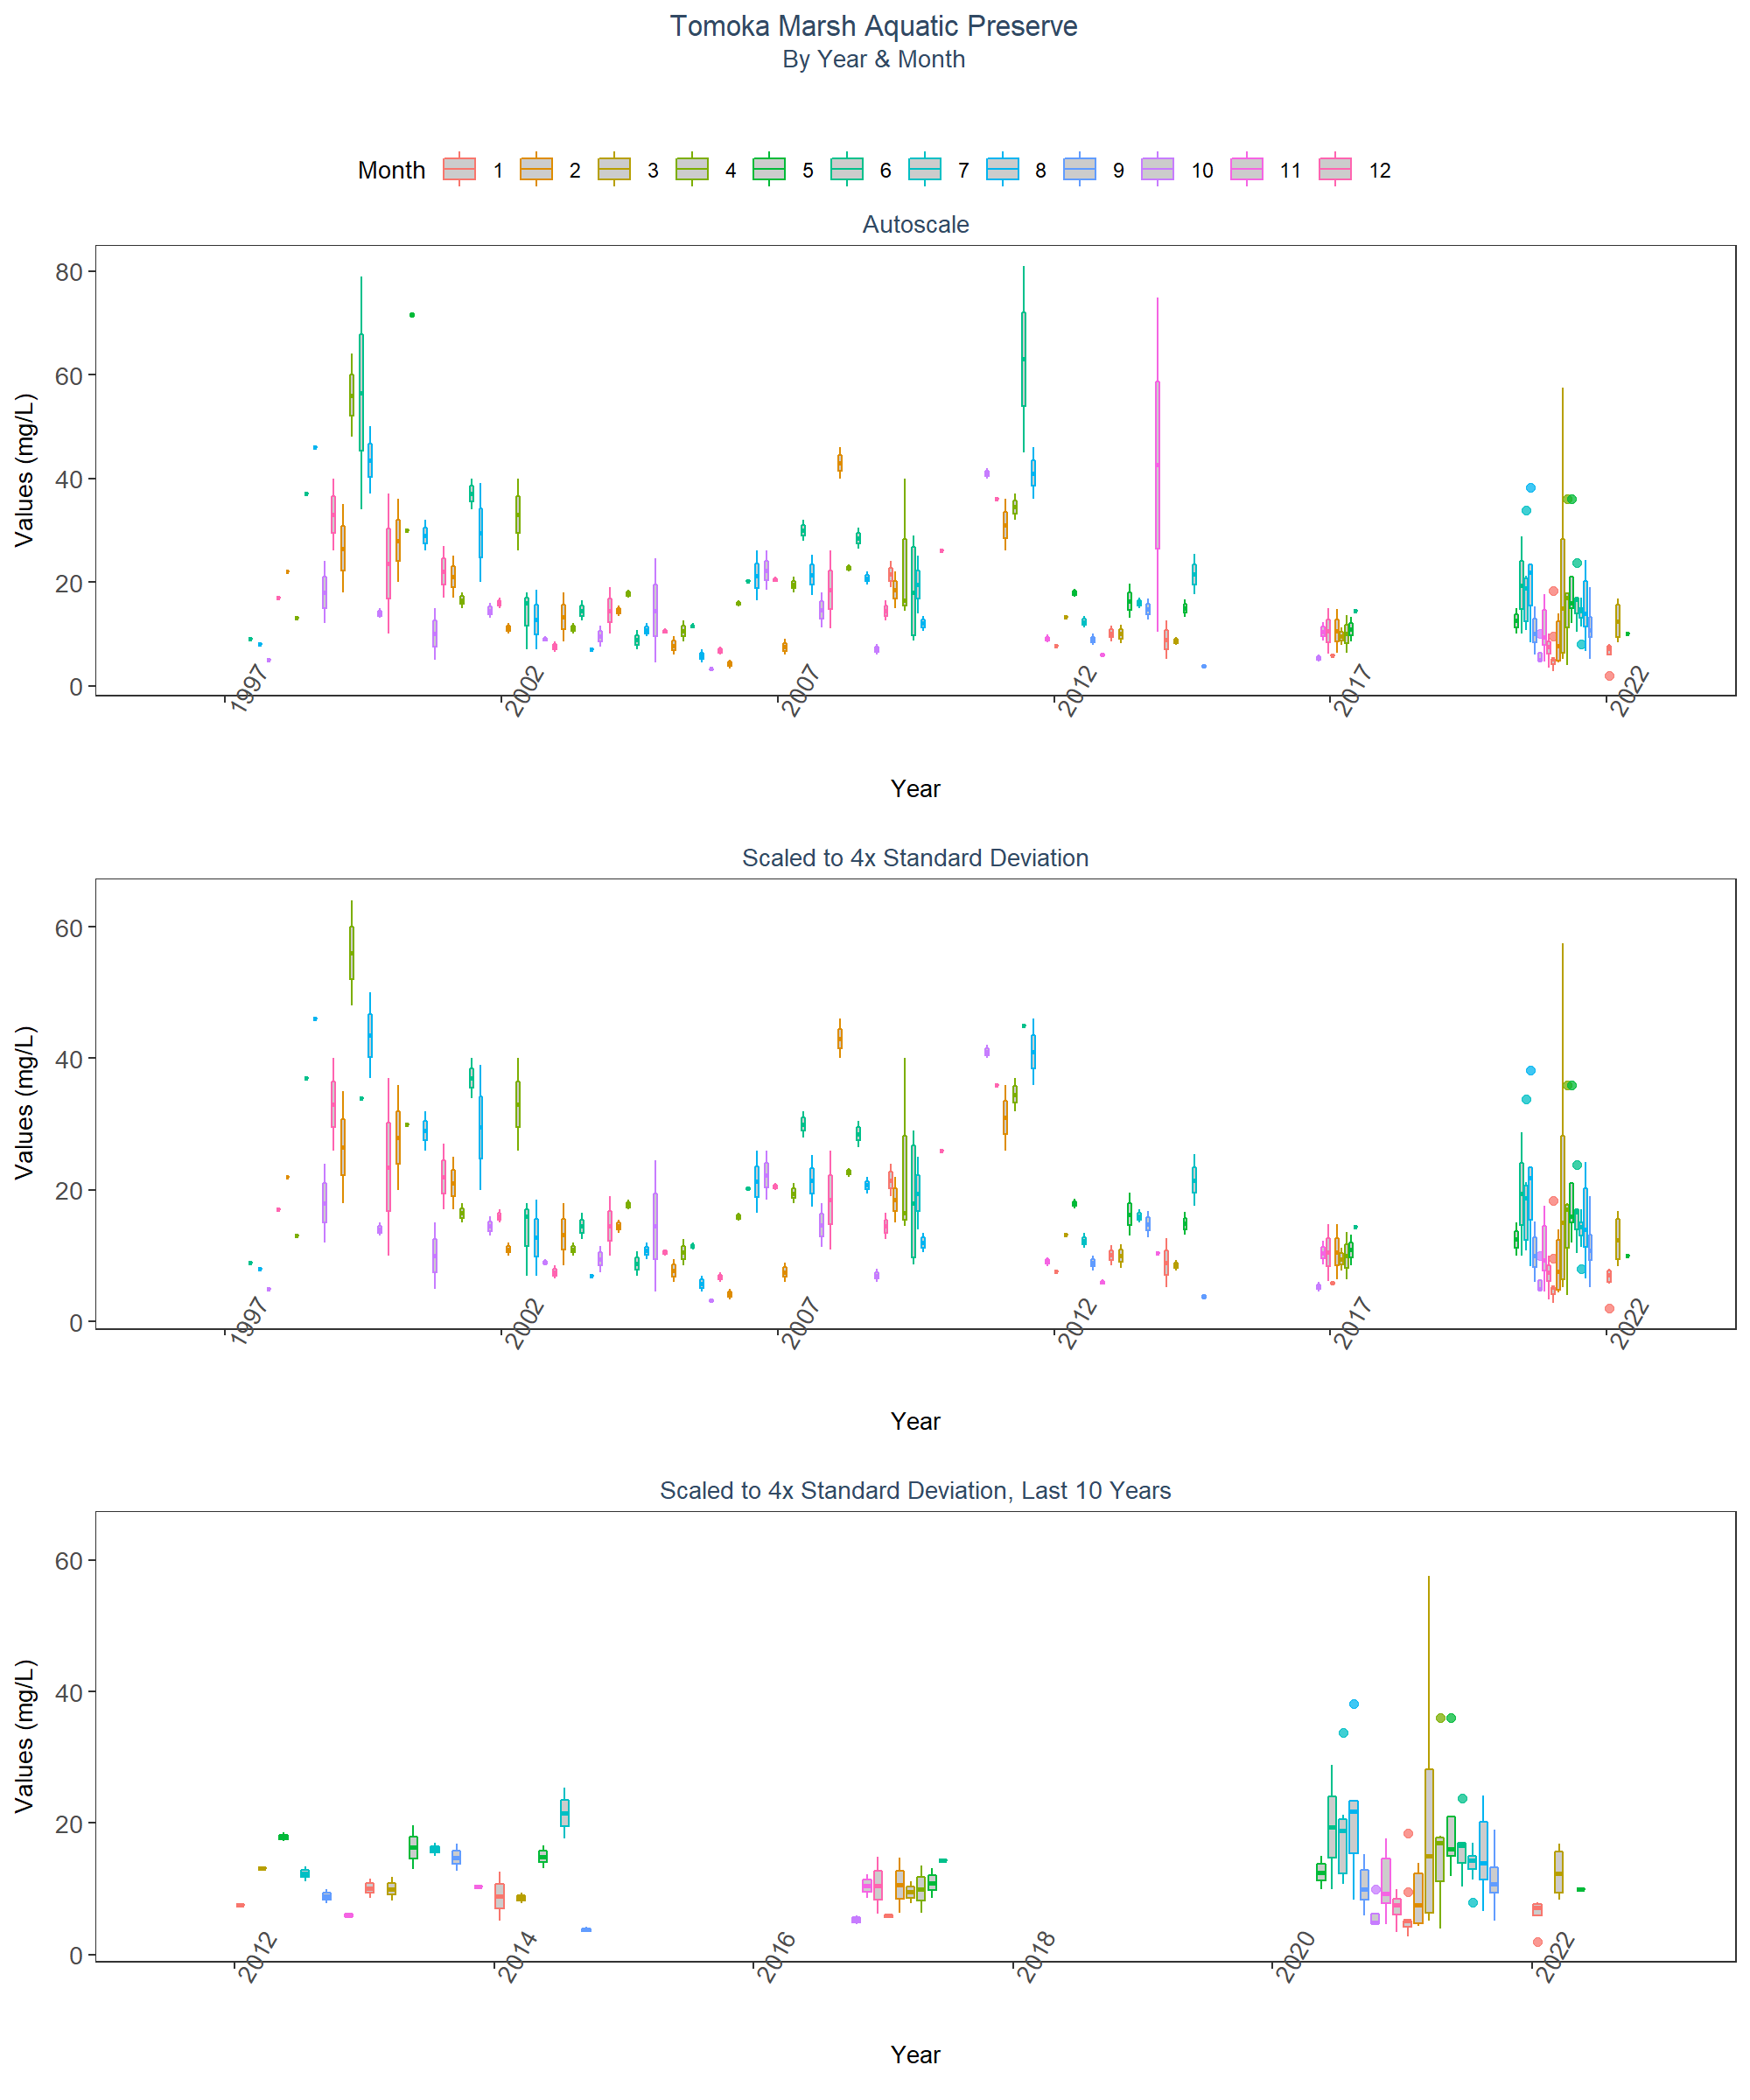 Tomoka Marsh Aquatic Preserve
By Year & Month
Month 1 2 3 4 5 6 7 8 9 10 11 12
Autoscale
Values (mg/L)
80
60
40
20
0
1997 2002 2007 2012 2017 2022
Year
Scaled to 4x Standard Deviation
Values (mg/L)
60
40
20
0
1997 2002 2007 2012 2017 2022
Year
Scaled to 4x Standard Deviation, Last 10 Years
Values (mg/L)
60
40
20
0
2012 2014 2016 2018 2020 2022
Year